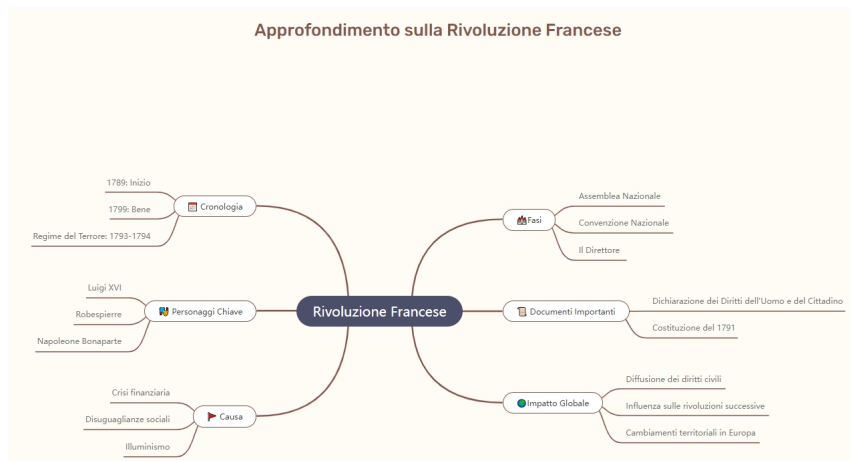 Approfondimento sulla Rivoluzione Francese
Rivoluzione Francese
Cronologia
1789: Inizio
1799: Bene
Regime del Terrore: 1793-1794
Personaggi Chiave
Luigi XVI
Robespierre
Napoleone Bonaparte
Causa
Crisi finanziaria
Disuguaglianze sociali
Illuminismo
Fasi
Assemblea Nazionale
Convenzione Nazionale
Il Direttore
Documenti Importanti
Dichiarazione dei Diritti dell'Uomo e del Cittadino
Costituzione del 1791
Impatto Globale
Diffusione dei diritti civili
Influenza sulle rivoluzioni successive
Cambiamenti territoriali in Europa